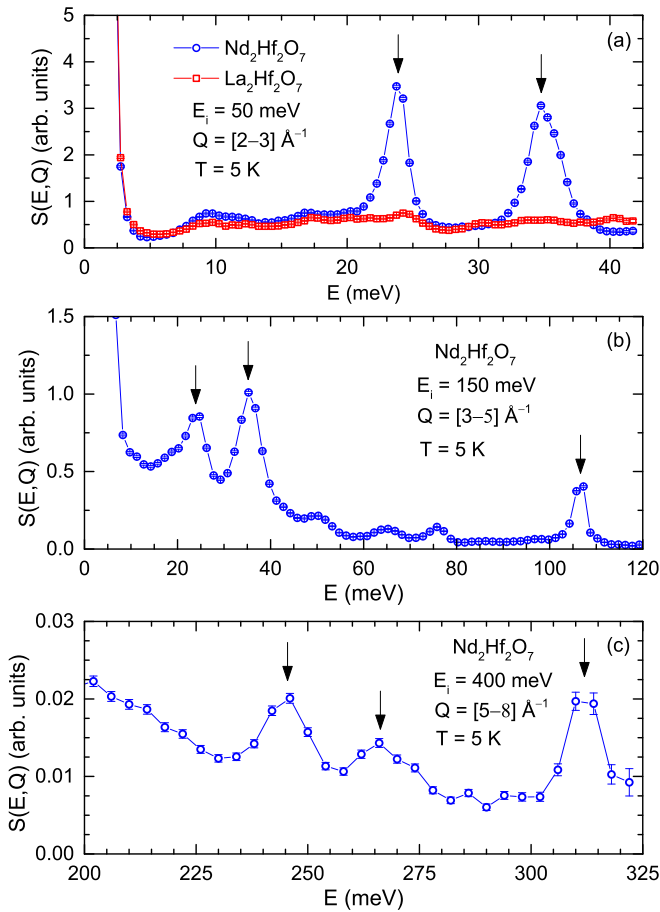 (a)
Nd₂Hf₂O₇
La₂Hf₂O₇
Eᵢ = 50 meV
Q = [2–3] Å⁻¹
T = 5 K
S(E,Q) (arb. units)
5
4
3
2
1
0
0 10 20 30 40
E (meV)
(b)
Nd₂Hf₂O₇
Eᵢ = 150 meV
Q = [3–5] Å⁻¹
T = 5 K
S(E,Q) (arb. units)
1.5
1.0
0.5
0.0
0 20 40 60 80 100 120
E (meV)
(c)
Nd₂Hf₂O₇
Eᵢ = 400 meV
Q = [5–8] Å⁻¹
T = 5 K
S(E,Q) (arb. units)
0.03
0.02
0.01
0.00
200 225 250 275 300 325
E (meV)